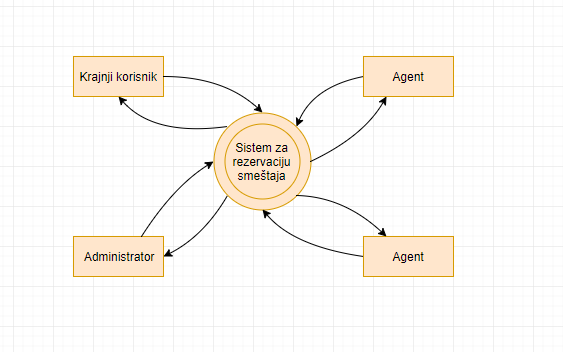 Krajnji korisnik
Agent
Sistem za
rezervaciju
smeštaja
Administrator
Agent